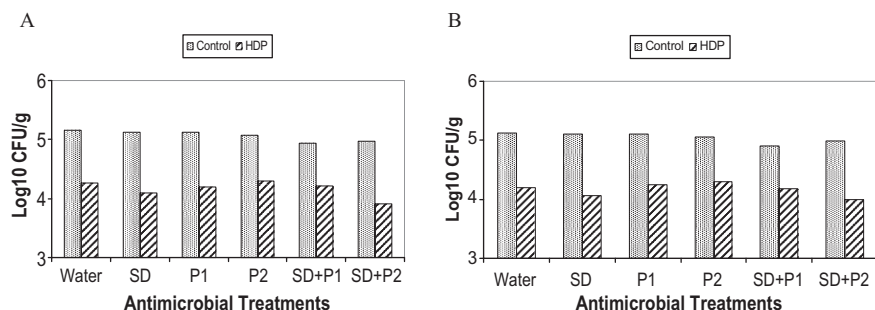 A
Control HDP
Log10 CFU/g
6
5
4
3
Water SD P1 P2 SD+P1 SD+P2
Antimicrobial Treatments
B
Control HDP
Log10 CFU/g
6
5
4
3
Water SD P1 P2 SD+P1 SD+P2
Antimicrobial Treatments